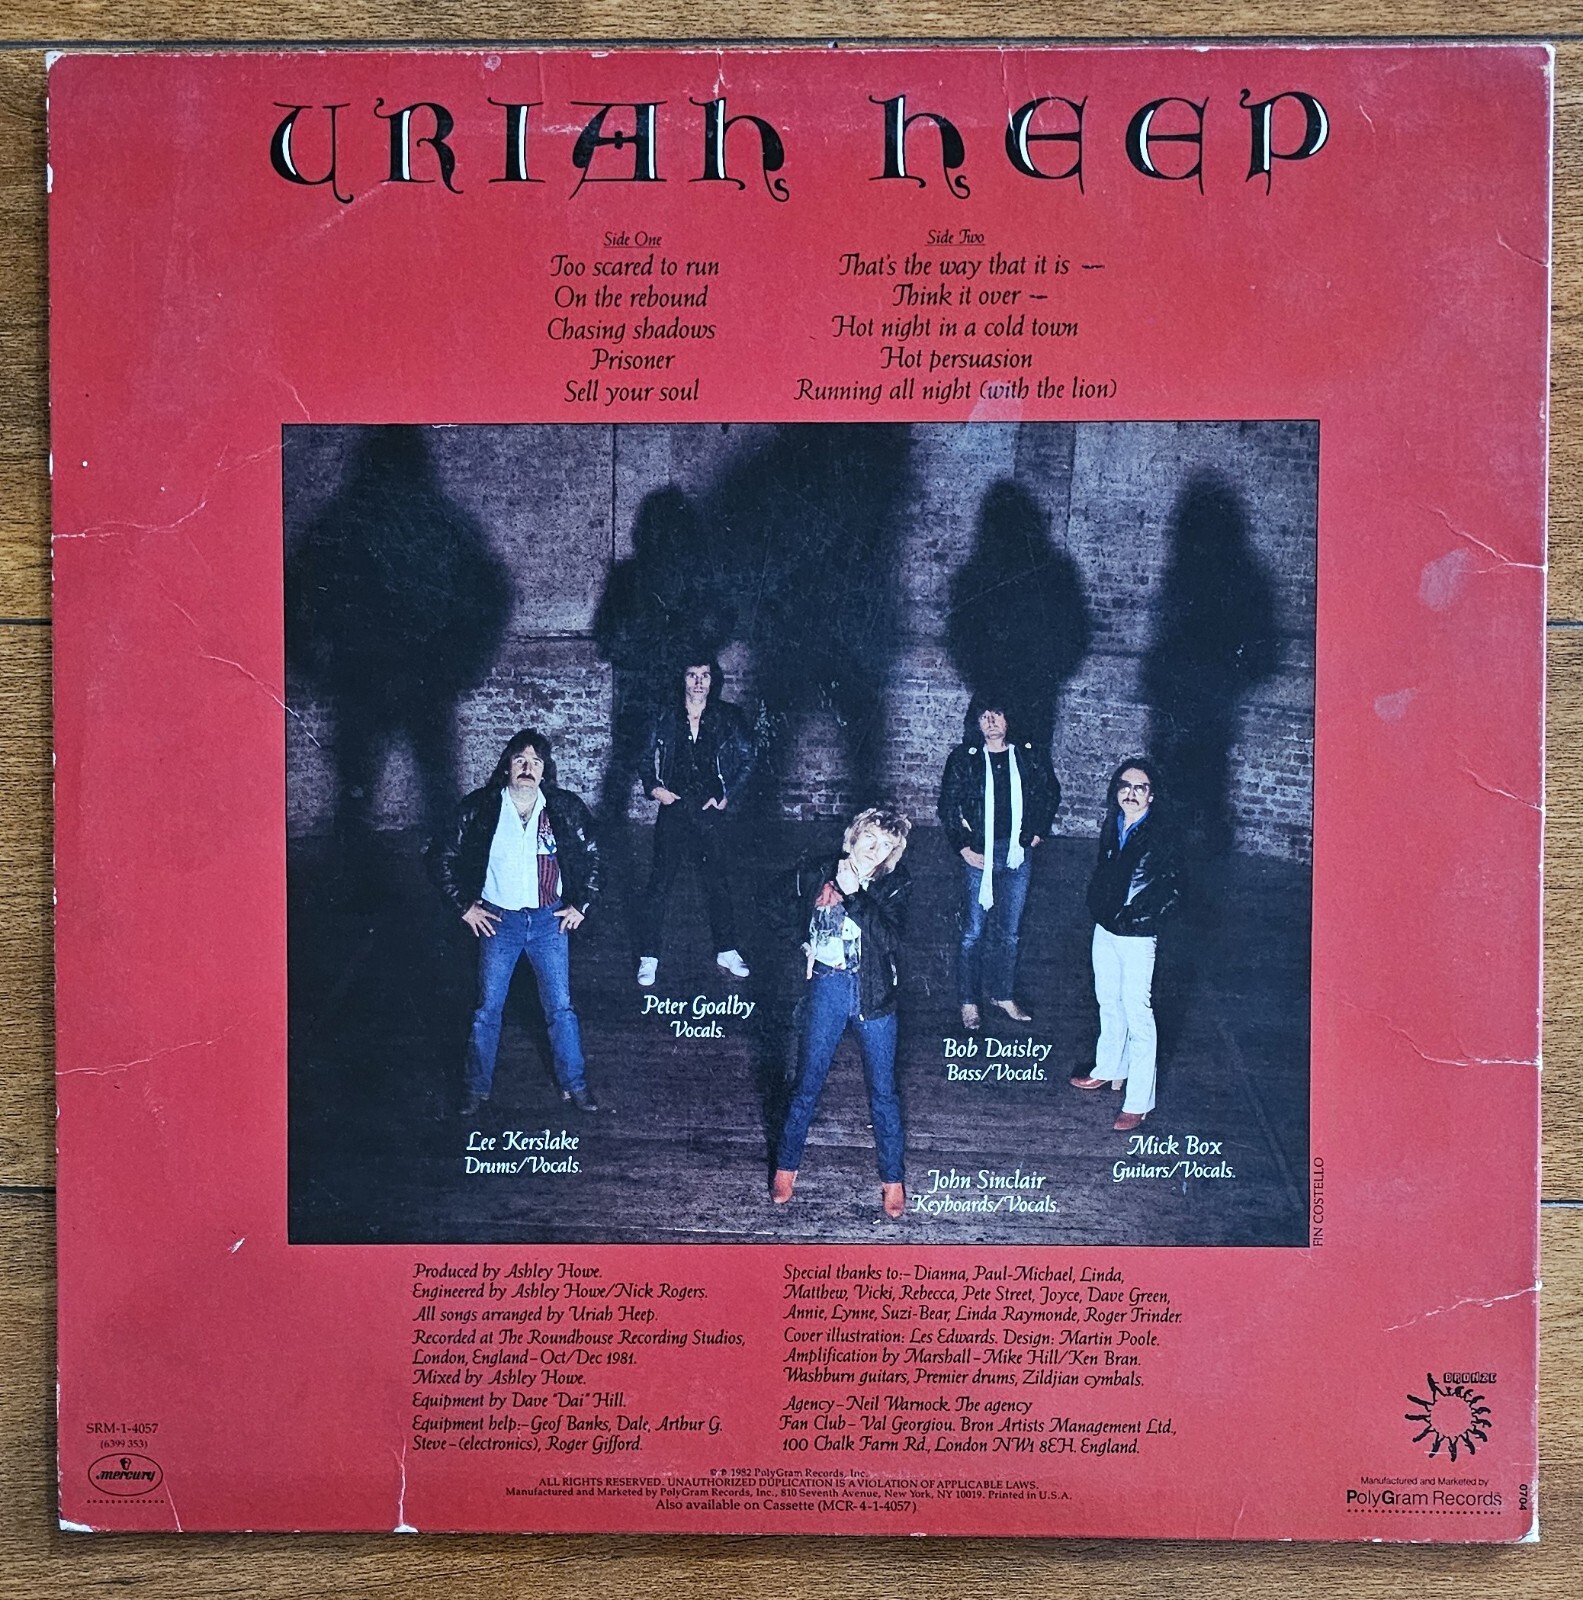 URIAH HEEP
Side One
Too scared to run
On the rebound
Chasing shadows
Prisoner
Sell your soul
Side Two
That's the way that it is —
Think it over —
Hot night in a cold town
Hot persuasion
Running all night (with the lion)
Peter Goalby
Vocals.
Bob Daisley
Bass/Vocals.
Lee Kerslake
Drums/Vocals.
Mick Box
Guitars/Vocals.
John Sinclair
Keyboards/Vocals.
FIN COSTELLO
Produced by Ashley Howe.
Engineered by Ashley Howe/Nick Rogers.
All songs arranged by Uriah Heep.
Recorded at The Roundhouse Recording Studios,
London, England–Oct/Dec 1981.
Mixed by Ashley Howe.
Equipment by Dave "Dai" Hill.
Equipment help:–Geof Banks, Dale, Arthur G.
Steve–(electronics), Roger Gifford.
Special thanks to:–Dianna, Paul-Michael, Linda,
Matthew, Vicki, Rebecca, Pete Street, Joyce, Dave Green,
Annie, Lynne, Suzi-Bear, Linda Raymonde, Roger Trinder.
Cover illustration: Les Edwards. Design: Martin Poole.
Amplification by Marshall–Mike Hill/Ken Bran.
Washburn guitars, Premier drums, Zildjian cymbals.
Agency–Neil Warnock. The agency
Fan Club– Val Georgiou. Bron Artists Management Ltd.,
100 Chalk Farm Rd., London NW1 8EH. England.
SRM-1-4057
(6399 353)
mercury
© ℗ 1982 PolyGram Records, Inc.
ALL RIGHTS RESERVED. UNAUTHORIZED DUPLICATION IS A VIOLATION OF APPLICABLE LAWS.
Manufactured and Marketed by PolyGram Records, Inc., 810 Seventh Avenue, New York, NY 10019. Printed in U.S.A.
Also available on Cassette (MCR-4-1-4057)
BRONZE
Manufactured and Marketed by
PolyGram Records
0704